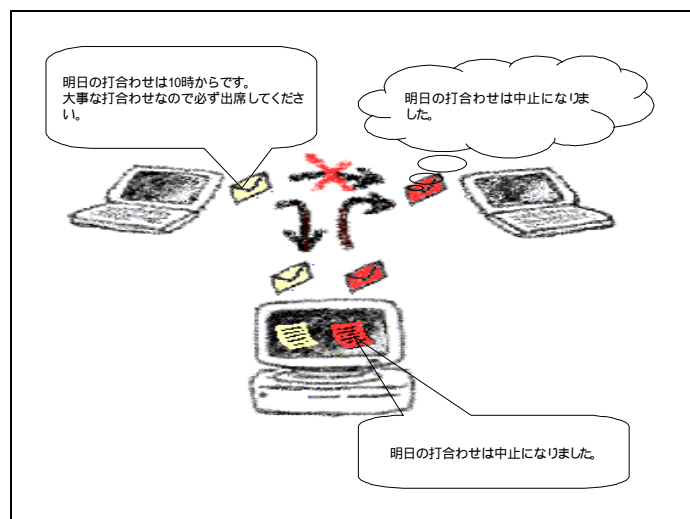 明日の打合わせは10時からです。
大事な打合わせなので必ず出席してくださ
い。
明日の打合わせは中止になりま
した。
明日の打合わせは中止になりました。